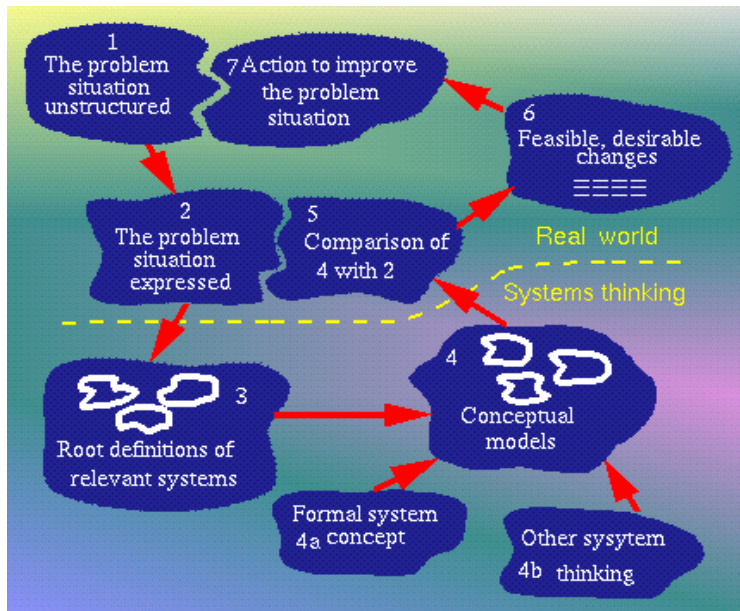 1
The problem
situation
unstructured
7 Action to improve
the problem
situation
6
Feasible, desirable
changes
2
The problem
situation
expressed
5
Comparison of
4 with 2
Real world
Systems thinking
3
Root definitions of
relevant systems
4
Conceptual
models
Formal system
4a concept
Other sysytem
4b thinking